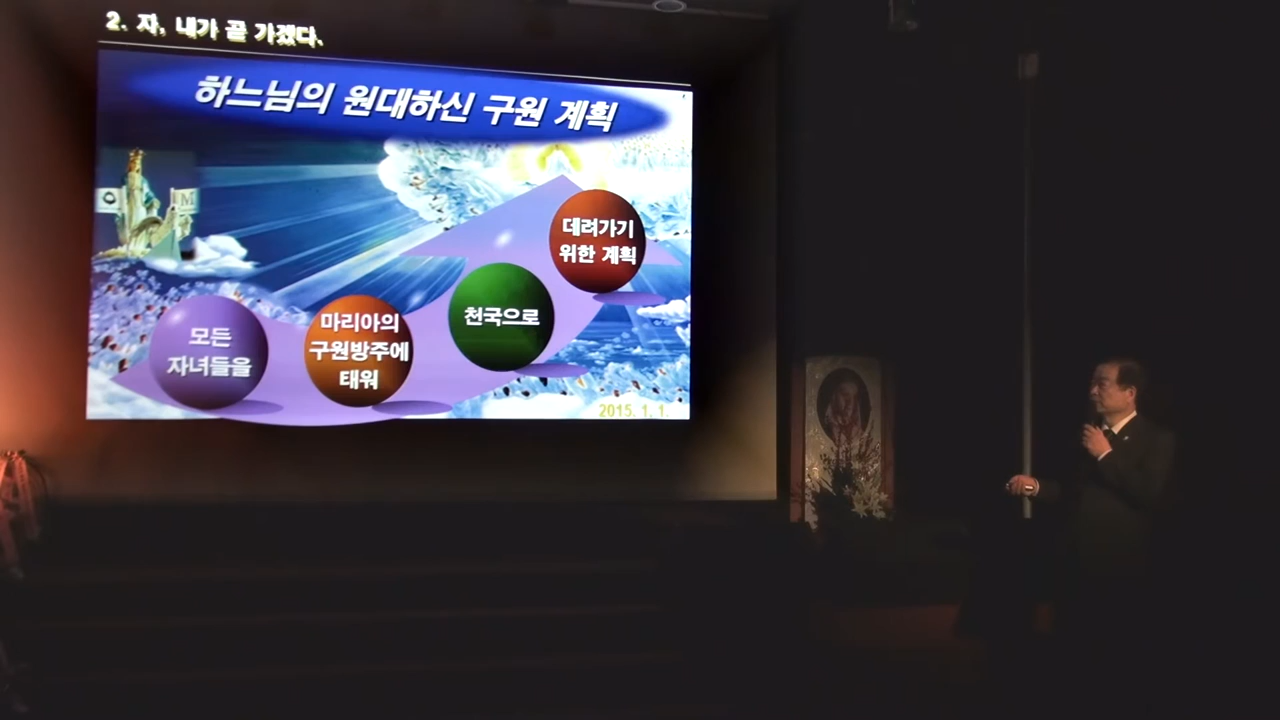 2. 자, 내가 곧 가겠다.
하느님의 원대하신 구원 계획
데려가기
위한 계획
천국으로
마리아의
구원방주에
태워
모든
자녀들을
O
M
2015. 1. 1.